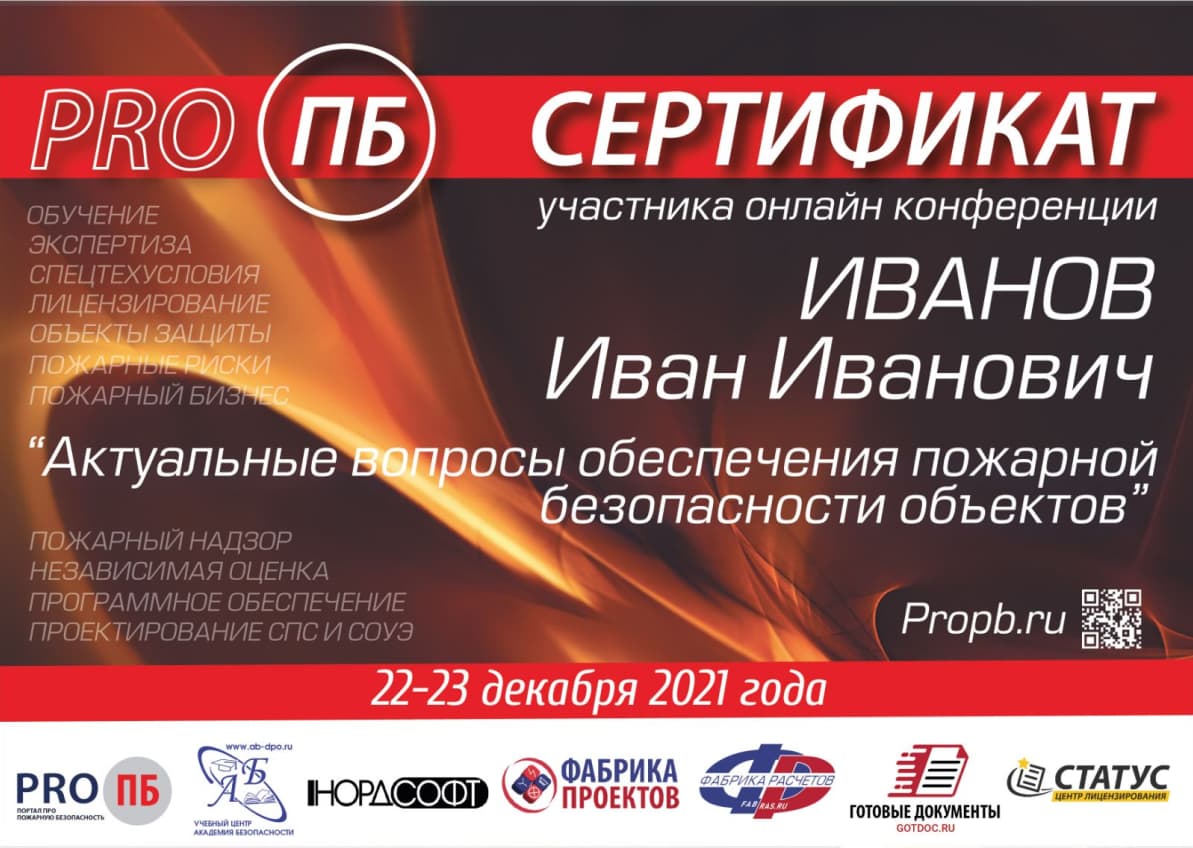 PRO ПБ
СЕРТИФИКАТ
участника онлайн конференции
ИВАНОВ
Иван Иванович
ОБУЧЕНИЕ
ЭКСПЕРТИЗА
СПЕЦТЕХУСЛОВИЯ
ЛИЦЕНЗИРОВАНИЕ
ОБЪЕКТЫ ЗАЩИТЫ
ПОЖАРНЫЕ РИСКИ
ПОЖАРНЫЙ БИЗНЕС
“Актуальные вопросы обеспечения пожарной
безопасности объектов”
ПОЖАРНЫЙ НАДЗОР
НЕЗАВИСИМАЯ ОЦЕНКА
ПРОГРАММНОЕ ОБЕСПЕЧЕНИЕ
ПРОЕКТИРОВАНИЕ СПС И СОУЭ
Propb.ru
22-23 декабря 2021 года
PRO ПБ
ПОРТАЛ ПРО
ПОЖАРНУЮ БЕЗОПАСНОСТЬ
www.ab-dpo.ru
АБ
УЧЕБНЫЙ ЦЕНТР
АКАДЕМИЯ БЕЗОПАСНОСТИ
НОРДСОФТ
ФАБРИКА
ПРОЕКТОВ
ФАБРИКА РАСЧЕТОВ
FABRAS.RU
ГОТОВЫЕ ДОКУМЕНТЫ
GOTDOC.RU
СТАТУС
ЦЕНТР ЛИЦЕНЗИРОВАНИЯ